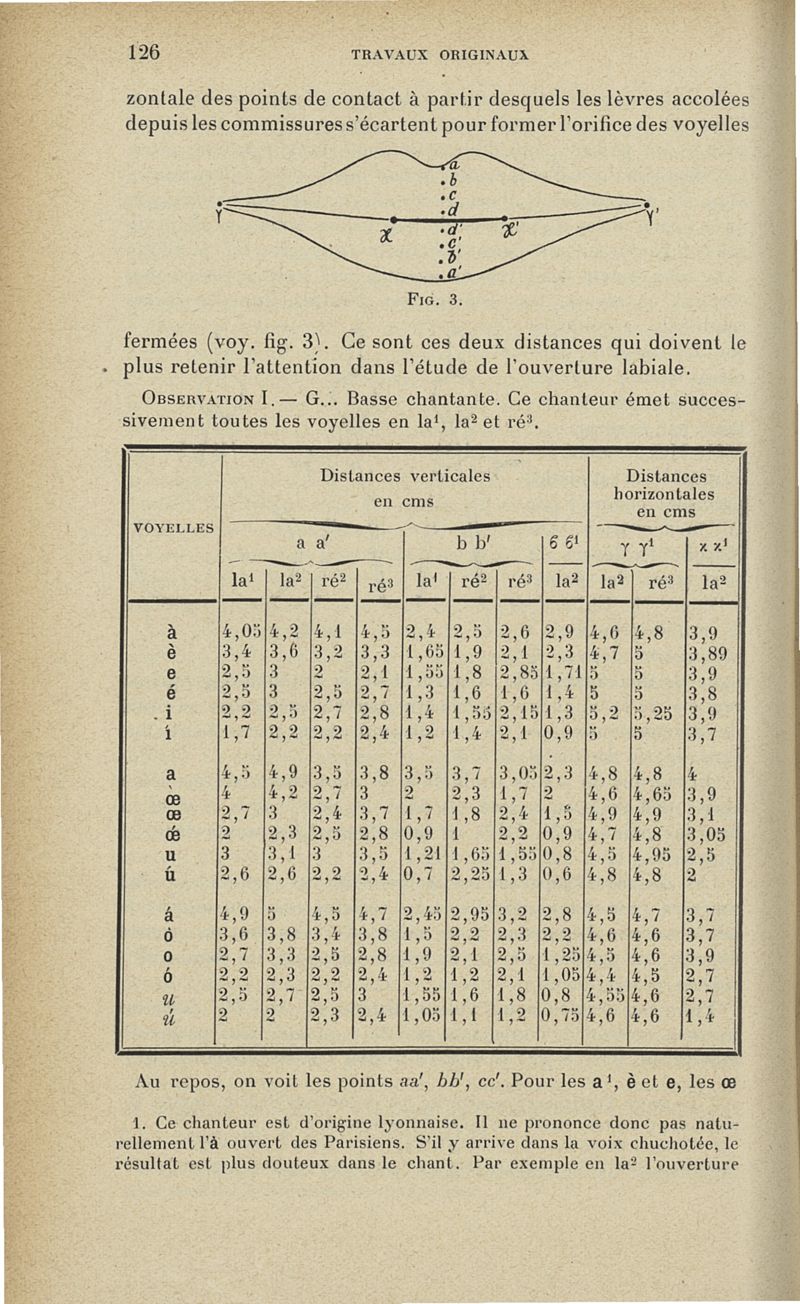 126 TRAVAUX ORIGINAUX
zontale des points de contact à partir desquels les lèvres accolées
depuis les commissures s'écartent pour former l'orifice des voyelles
.a
.b
.c
γ .d γ'
ϰ .d' ϰ'
.c'
.b'
.a'
FIG. 3.
fermées (voy. fig. 3). Ce sont ces deux distances qui doivent le
plus retenir l'attention dans l'étude de l'ouverture labiale.
OBSERVATION I. — G... Basse chantante. Ce chanteur émet succes-
sivement toutes les voyelles en la¹, la² et ré³.
Distances verticales Distances
en cms horizontales
en cms
VOYELLES
a a' b b' ϐ ϐ¹ γ γ¹ ϰ ϰ¹
la¹ la² ré² ré³ la¹ ré² ré³ la² la² ré³ la²
à 4,05 4,2 4,1 4,5 2,4 2,5 2,6 2,9 4,6 4,8 3,9
è 3,4 3,6 3,2 3,3 1,65 1,9 2,1 2,3 4,7 5 3,89
e 2,5 3 2 2,1 1,55 1,8 2,85 1,71 5 5 3,9
é 2,5 3 2,5 2,7 1,3 1,6 1,6 1,4 5 5 3,8
i 2,2 2,5 2,7 2,8 1,4 1,55 2,15 1,3 5,2 5,25 3,9
í 1,7 2,2 2,2 2,4 1,2 1,4 2,1 0,9 5 5 3,7
a 4,5 4,9 3,5 3,8 3,5 3,7 3,05 2,3 4,8 4,8 4
œ̀ 4 4,2 2,7 3 2 2,3 1,7 2 4,6 4,65 3,9
œ 2,7 3 2,4 3,7 1,7 1,8 2,4 1,5 4,9 4,9 3,1
œ́ 2 2,3 2,5 2,8 0,9 1 2,2 0,9 4,7 4,8 3,05
u 3 3,1 3 3,5 1,21 1,65 1,55 0,8 4,5 4,95 2,5
ú 2,6 2,6 2,2 2,4 0,7 2,25 1,3 0,6 4,8 4,8 2
á 4,9 5 4,5 4,7 2,45 2,95 3,2 2,8 4,5 4,7 3,7
ò 3,6 3,8 3,4 3,8 1,5 2,2 2,3 2,2 4,6 4,6 3,7
o 2,7 3,3 2,5 2,8 1,9 2,1 2,5 1,25 4,5 4,6 3,9
ó 2,2 2,3 2,2 2,4 1,2 1,2 2,1 1,05 4,4 4,5 2,7
u 2,5 2,7 2,5 3 1,55 1,6 1,8 0,8 4,55 4,6 2,7
ú 2 2 2,3 2,4 1,05 1,1 1,2 0,75 4,6 4,6 1,4
Au repos, on voit les points aa', bb', cc'. Pour les a¹, è et e, les œ
1. Ce chanteur est d'origine lyonnaise. Il ne prononce donc pas natu-
rellement l'à ouvert des Parisiens. S'il y arrive dans la voix chuchotée, le
résultat est plus douteux dans le chant. Par exemple en la² l'ouverture